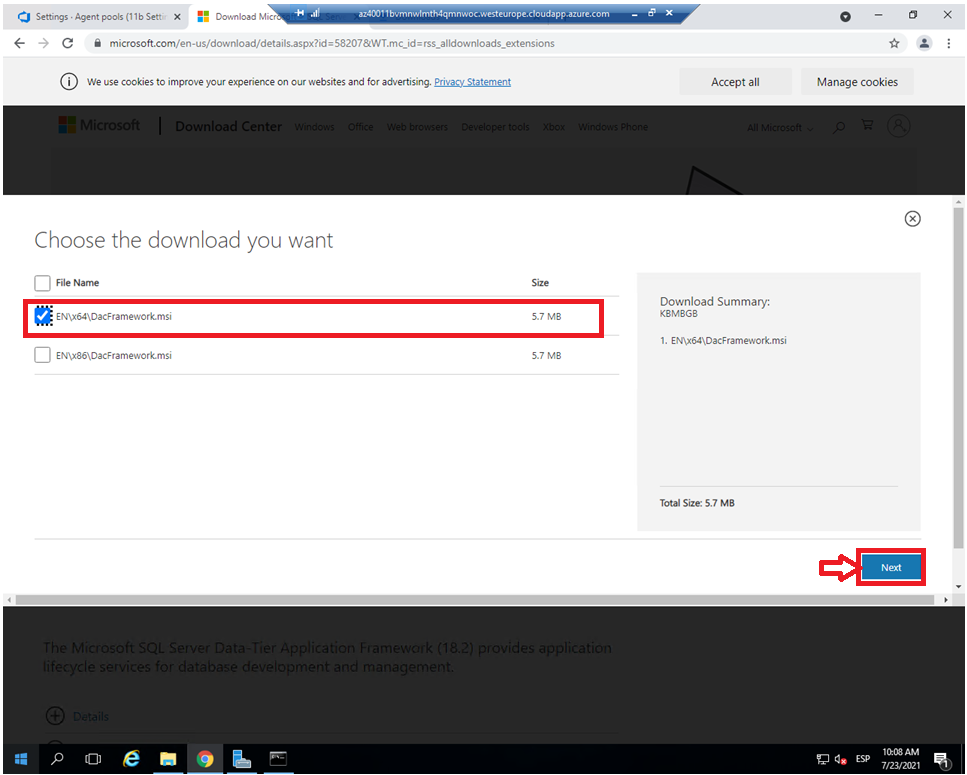 Settings - Agent pools (11b Settin
Download Micros
az40011bvmnwlmth4qmnwoc.westeurope.cloudapp.azure.com
microsoft.com/en-us/download/details.aspx?id=58207&WT.mc_id=rss_alldownloads_extensions
We use cookies to improve your experience on our websites and for advertising. Privacy Statement
Accept all
Manage cookies
Microsoft
Download Center
Windows
Office
Web browsers
Developer tools
Xbox
Windows Phone
All Microsoft
Choose the download you want
File Name
Size
EN\x64\DacFramework.msi
5.7 MB
EN\x86\DacFramework.msi
5.7 MB
Download Summary:
KBMBGB
1. EN\x64\DacFramework.msi
Total Size: 5.7 MB
Next
The Microsoft SQL Server Data-Tier Application Framework (18.2) provides application
lifecycle services for database development and management.
Details
ESP
10:08 AM
7/23/2021
1